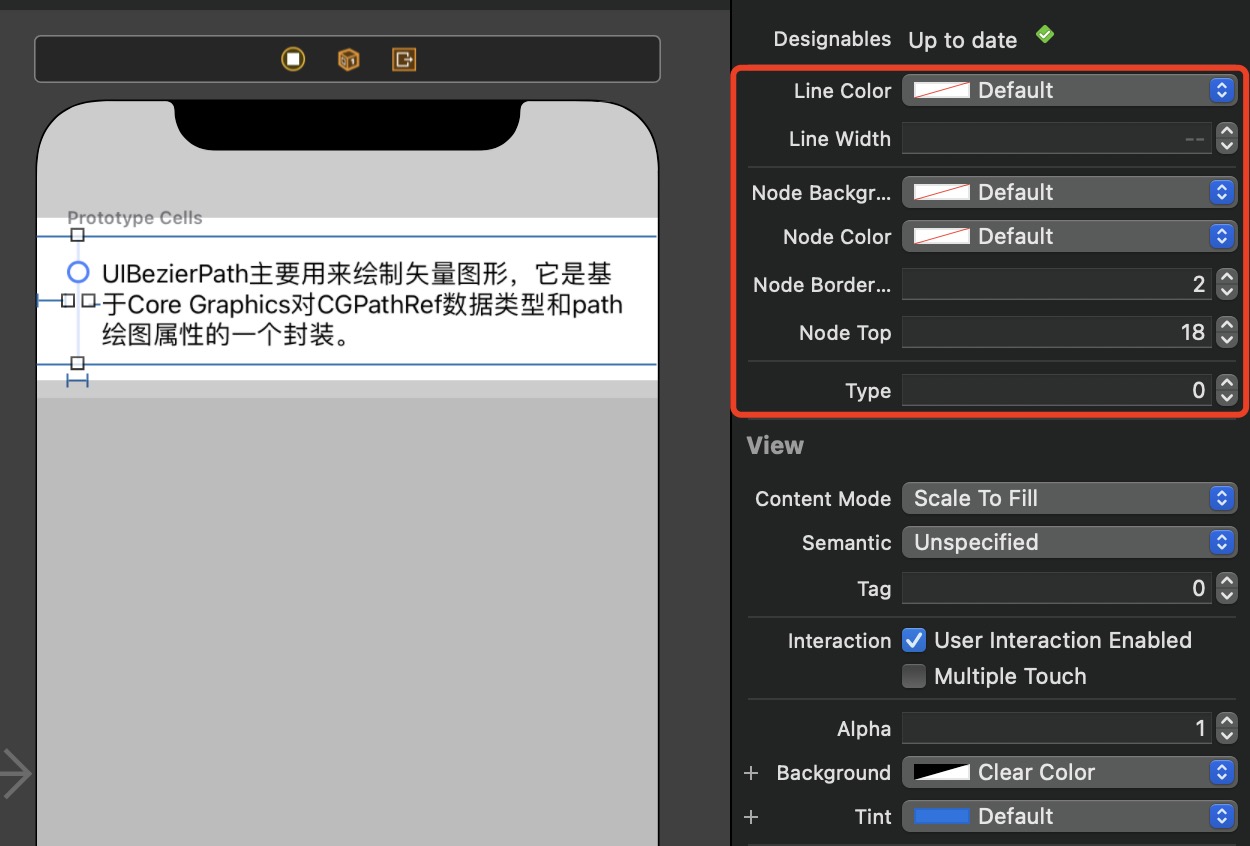 Prototype Cells
UIBezierPath主要用来绘制矢量图形，它是基
于Core Graphics对CGPathRef数据类型和path
绘图属性的一个封装。
Designables Up to date
Line Color Default
Line Width --
Node Backgr... Default
Node Color Default
Node Border... 2
Node Top 18
Type 0
View
Content Mode Scale To Fill
Semantic Unspecified
Tag 0
Interaction User Interaction Enabled
Multiple Touch
Alpha 1
+ Background Clear Color
+ Tint Default